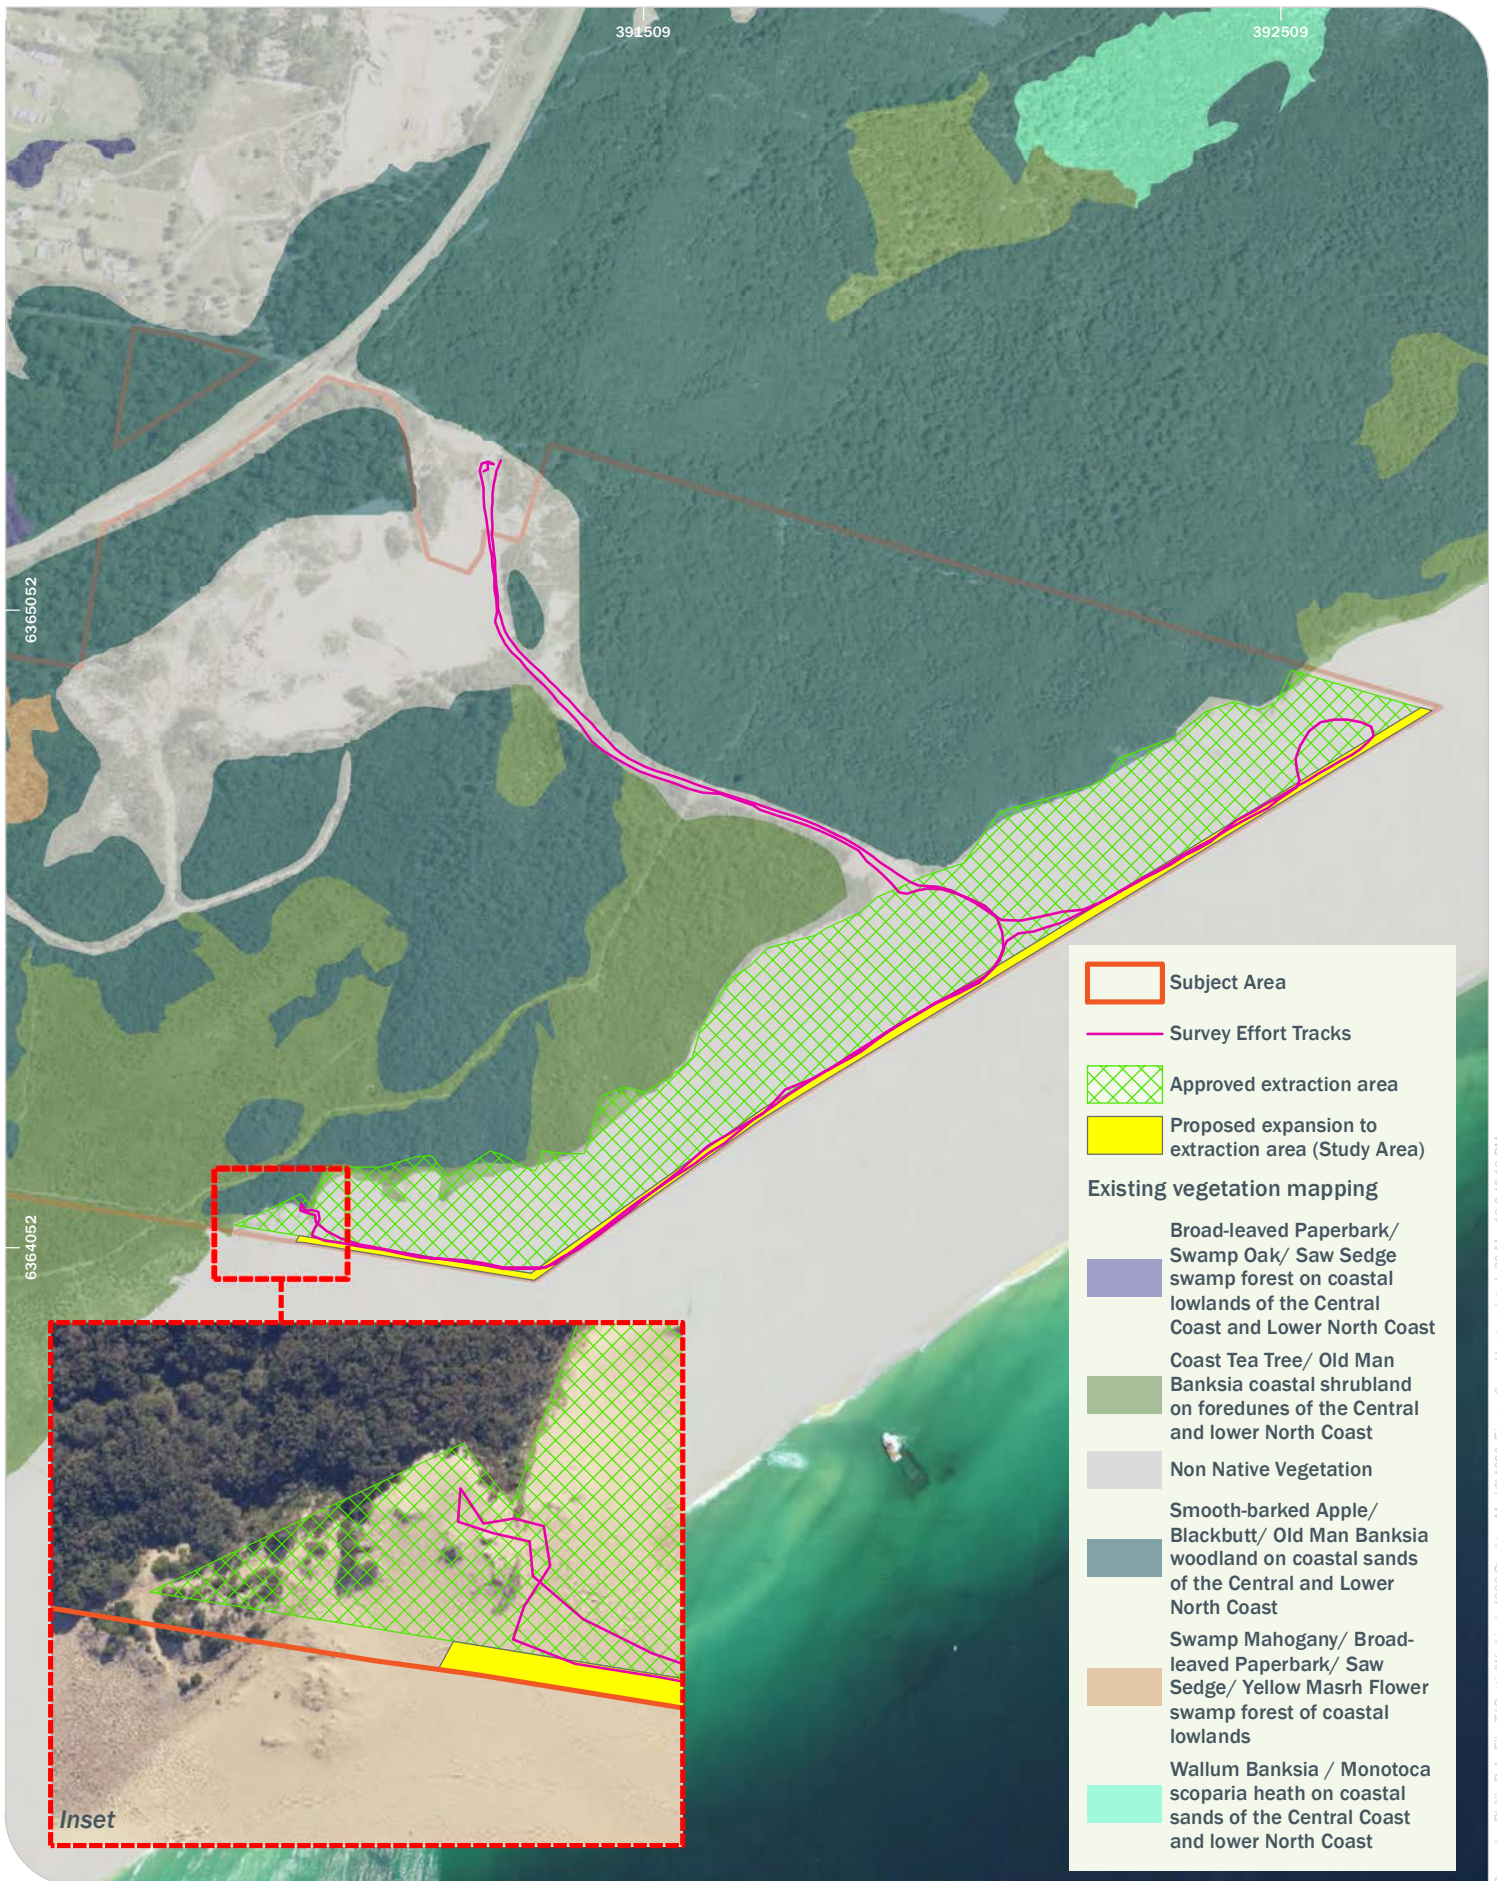 391509
392509
6365052
6364052
Subject Area
Survey Effort Tracks
Approved extraction area
Proposed expansion to
extraction area (Study Area)
Existing vegetation mapping
Broad-leaved Paperbark/
Swamp Oak/ Saw Sedge
swamp forest on coastal
lowlands of the Central
Coast and Lower North Coast
Coast Tea Tree/ Old Man
Banksia coastal shrubland
on foredunes of the Central
and lower North Coast
Non Native Vegetation
Smooth-barked Apple/
Blackbutt/ Old Man Banksia
woodland on coastal sands
of the Central and Lower
North Coast
Swamp Mahogany/ Broad-
leaved Paperbark/ Saw
Sedge/ Yellow Masrh Flower
swamp forest of coastal
lowlands
Wallum Banksia / Monotoca
scoparia heath on coastal
sands of the Central Coast
and lower North Coast
Inset